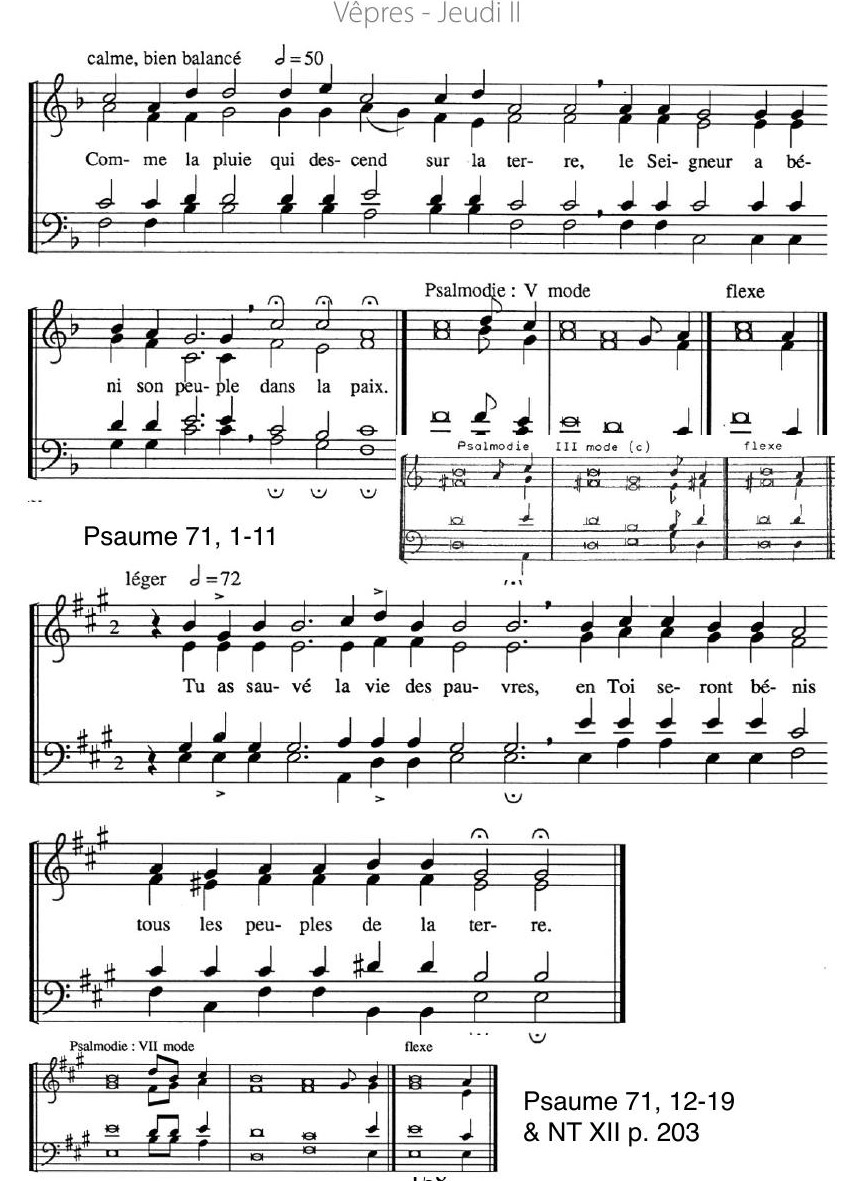 Vêpres - Jeudi II
calme, bien balancé 𝅗𝅥 = 50
Com- me la pluie qui des- cend sur la ter- re, le Sei- gneur a bé-
Psalmodie : V mode flexe
ni son peu- ple dans la paix.
Psalmodie III mode (c) flexe
Psaume 71, 1-11
léger 𝅗𝅥 = 72
2
Tu as sau- vé la vie des pau- vres, en Toi se- ront bé- nis
2
tous les peu- ples de la ter- re.
Psalmodie : VII mode flexe
Psaume 71, 12-19
& NT XII p. 203